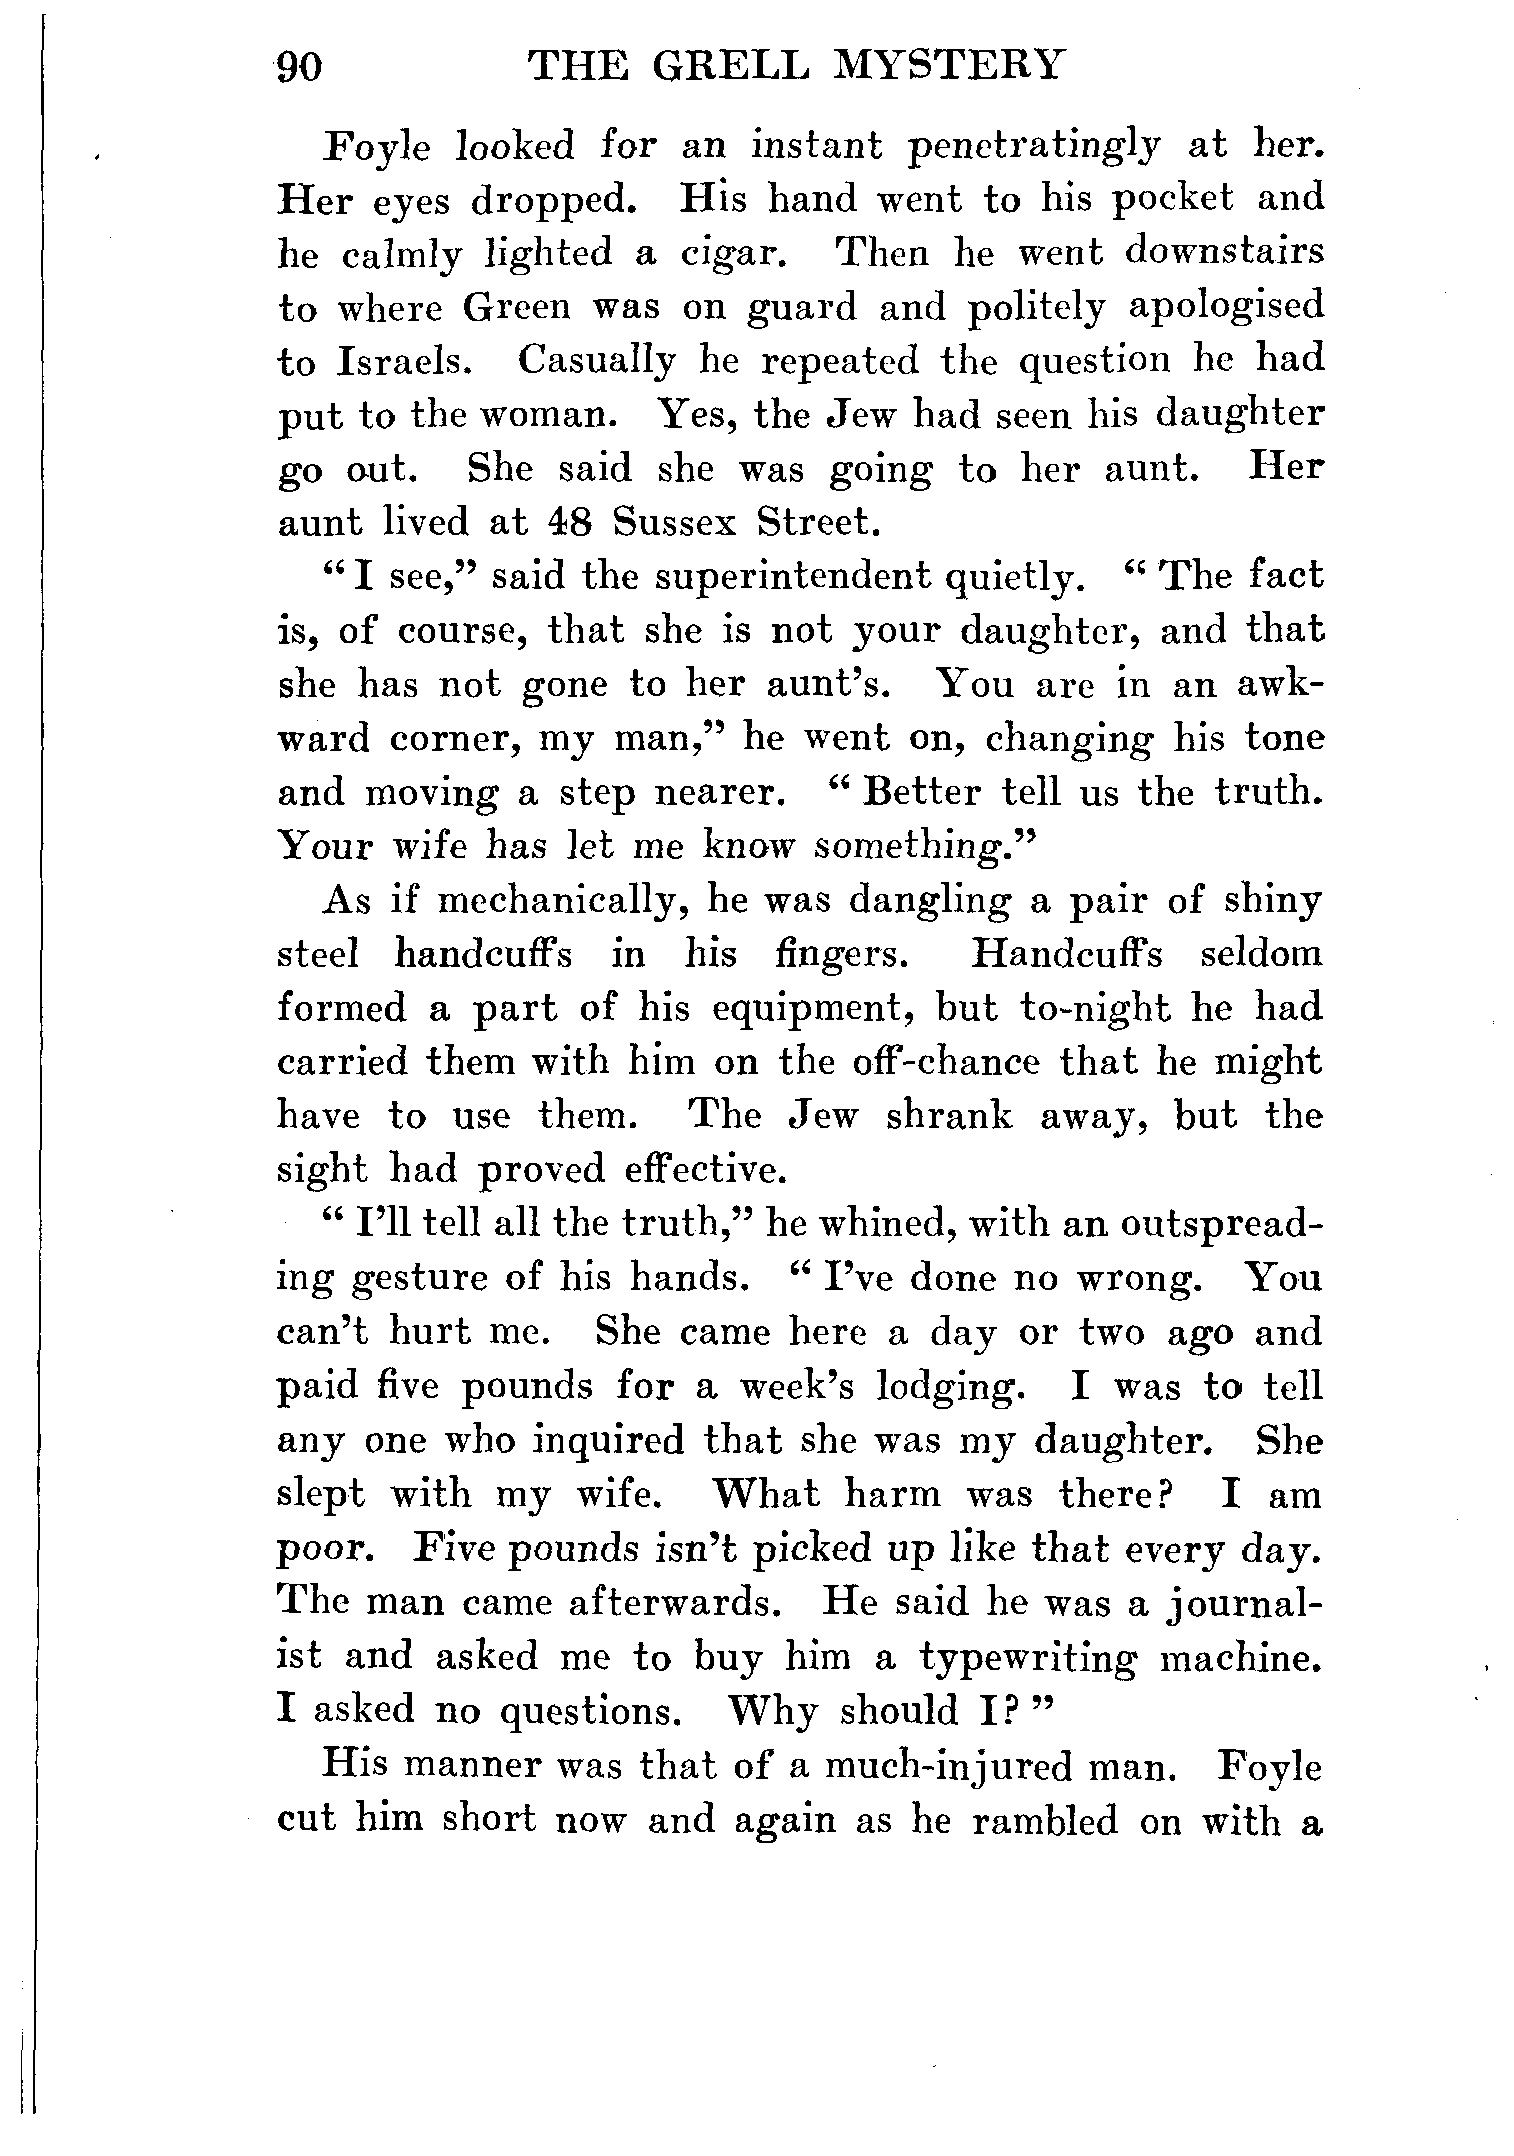 90 THE GRELL MYSTERY
Foyle looked for an instant penetratingly at her.
Her eyes dropped. His hand went to his pocket and
he calmly lighted a cigar. Then he went downstairs
to where Green was on guard and politely apologised
to Israels. Casually he repeated the question he had
put to the woman. Yes, the Jew had seen his daughter
go out. She said she was going to her aunt. Her
aunt lived at 48 Sussex Street.
“I see,” said the superintendent quietly. “The fact
is, of course, that she is not your daughter, and that
she has not gone to her aunt’s. You are in an awk-
ward corner, my man,” he went on, changing his tone
and moving a step nearer. “Better tell us the truth.
Your wife has let me know something.”
As if mechanically, he was dangling a pair of shiny
steel handcuffs in his fingers. Handcuffs seldom
formed a part of his equipment, but to-night he had
carried them with him on the off-chance that he might
have to use them. The Jew shrank away, but the
sight had proved effective.
“I’ll tell all the truth,” he whined, with an outspread-
ing gesture of his hands. “I’ve done no wrong. You
can’t hurt me. She came here a day or two ago and
paid five pounds for a week’s lodging. I was to tell
any one who inquired that she was my daughter. She
slept with my wife. What harm was there? I am
poor. Five pounds isn’t picked up like that every day.
The man came afterwards. He said he was a journal-
ist and asked me to buy him a typewriting machine.
I asked no questions. Why should I?”
His manner was that of a much-injured man. Foyle
cut him short now and again as he rambled on with a